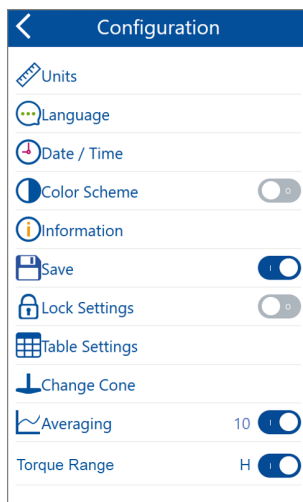 Configuration
Units
Language
Date / Time
Color Scheme
Information
Save
Lock Settings
Table Settings
Change Cone
Averaging 10
Torque Range H